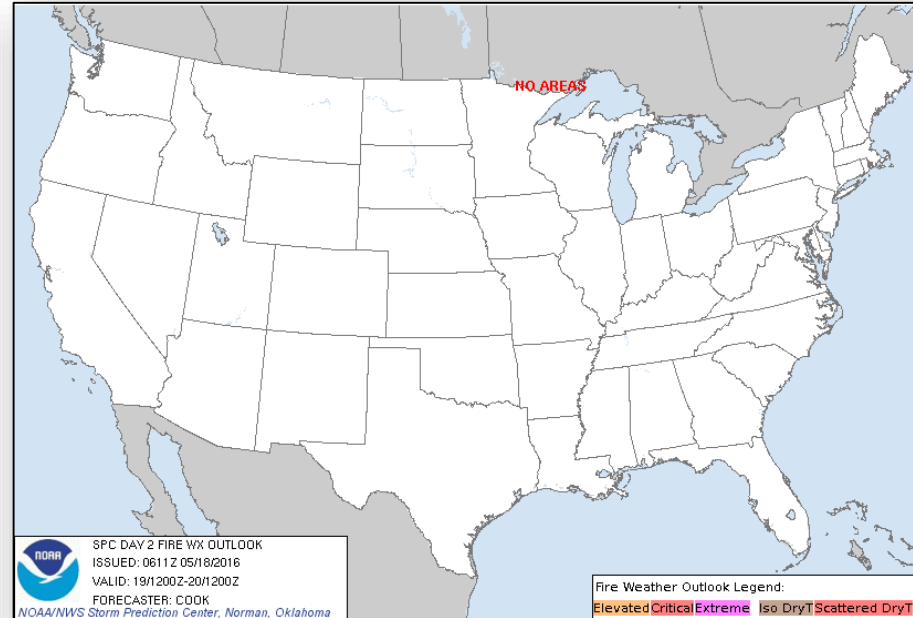 NO AREAS
NOAA
SPC DAY 2 FIRE WX OUTLOOK
ISSUED: 0611Z 05/18/2016
VALID: 19/1200Z-20/1200Z
FORECASTER: COOK
NOAA/NWS Storm Prediction Center, Norman, Oklahoma
Fire Weather Outlook Legend:
Elevated Critical Extreme Iso DryT Scattered DryT